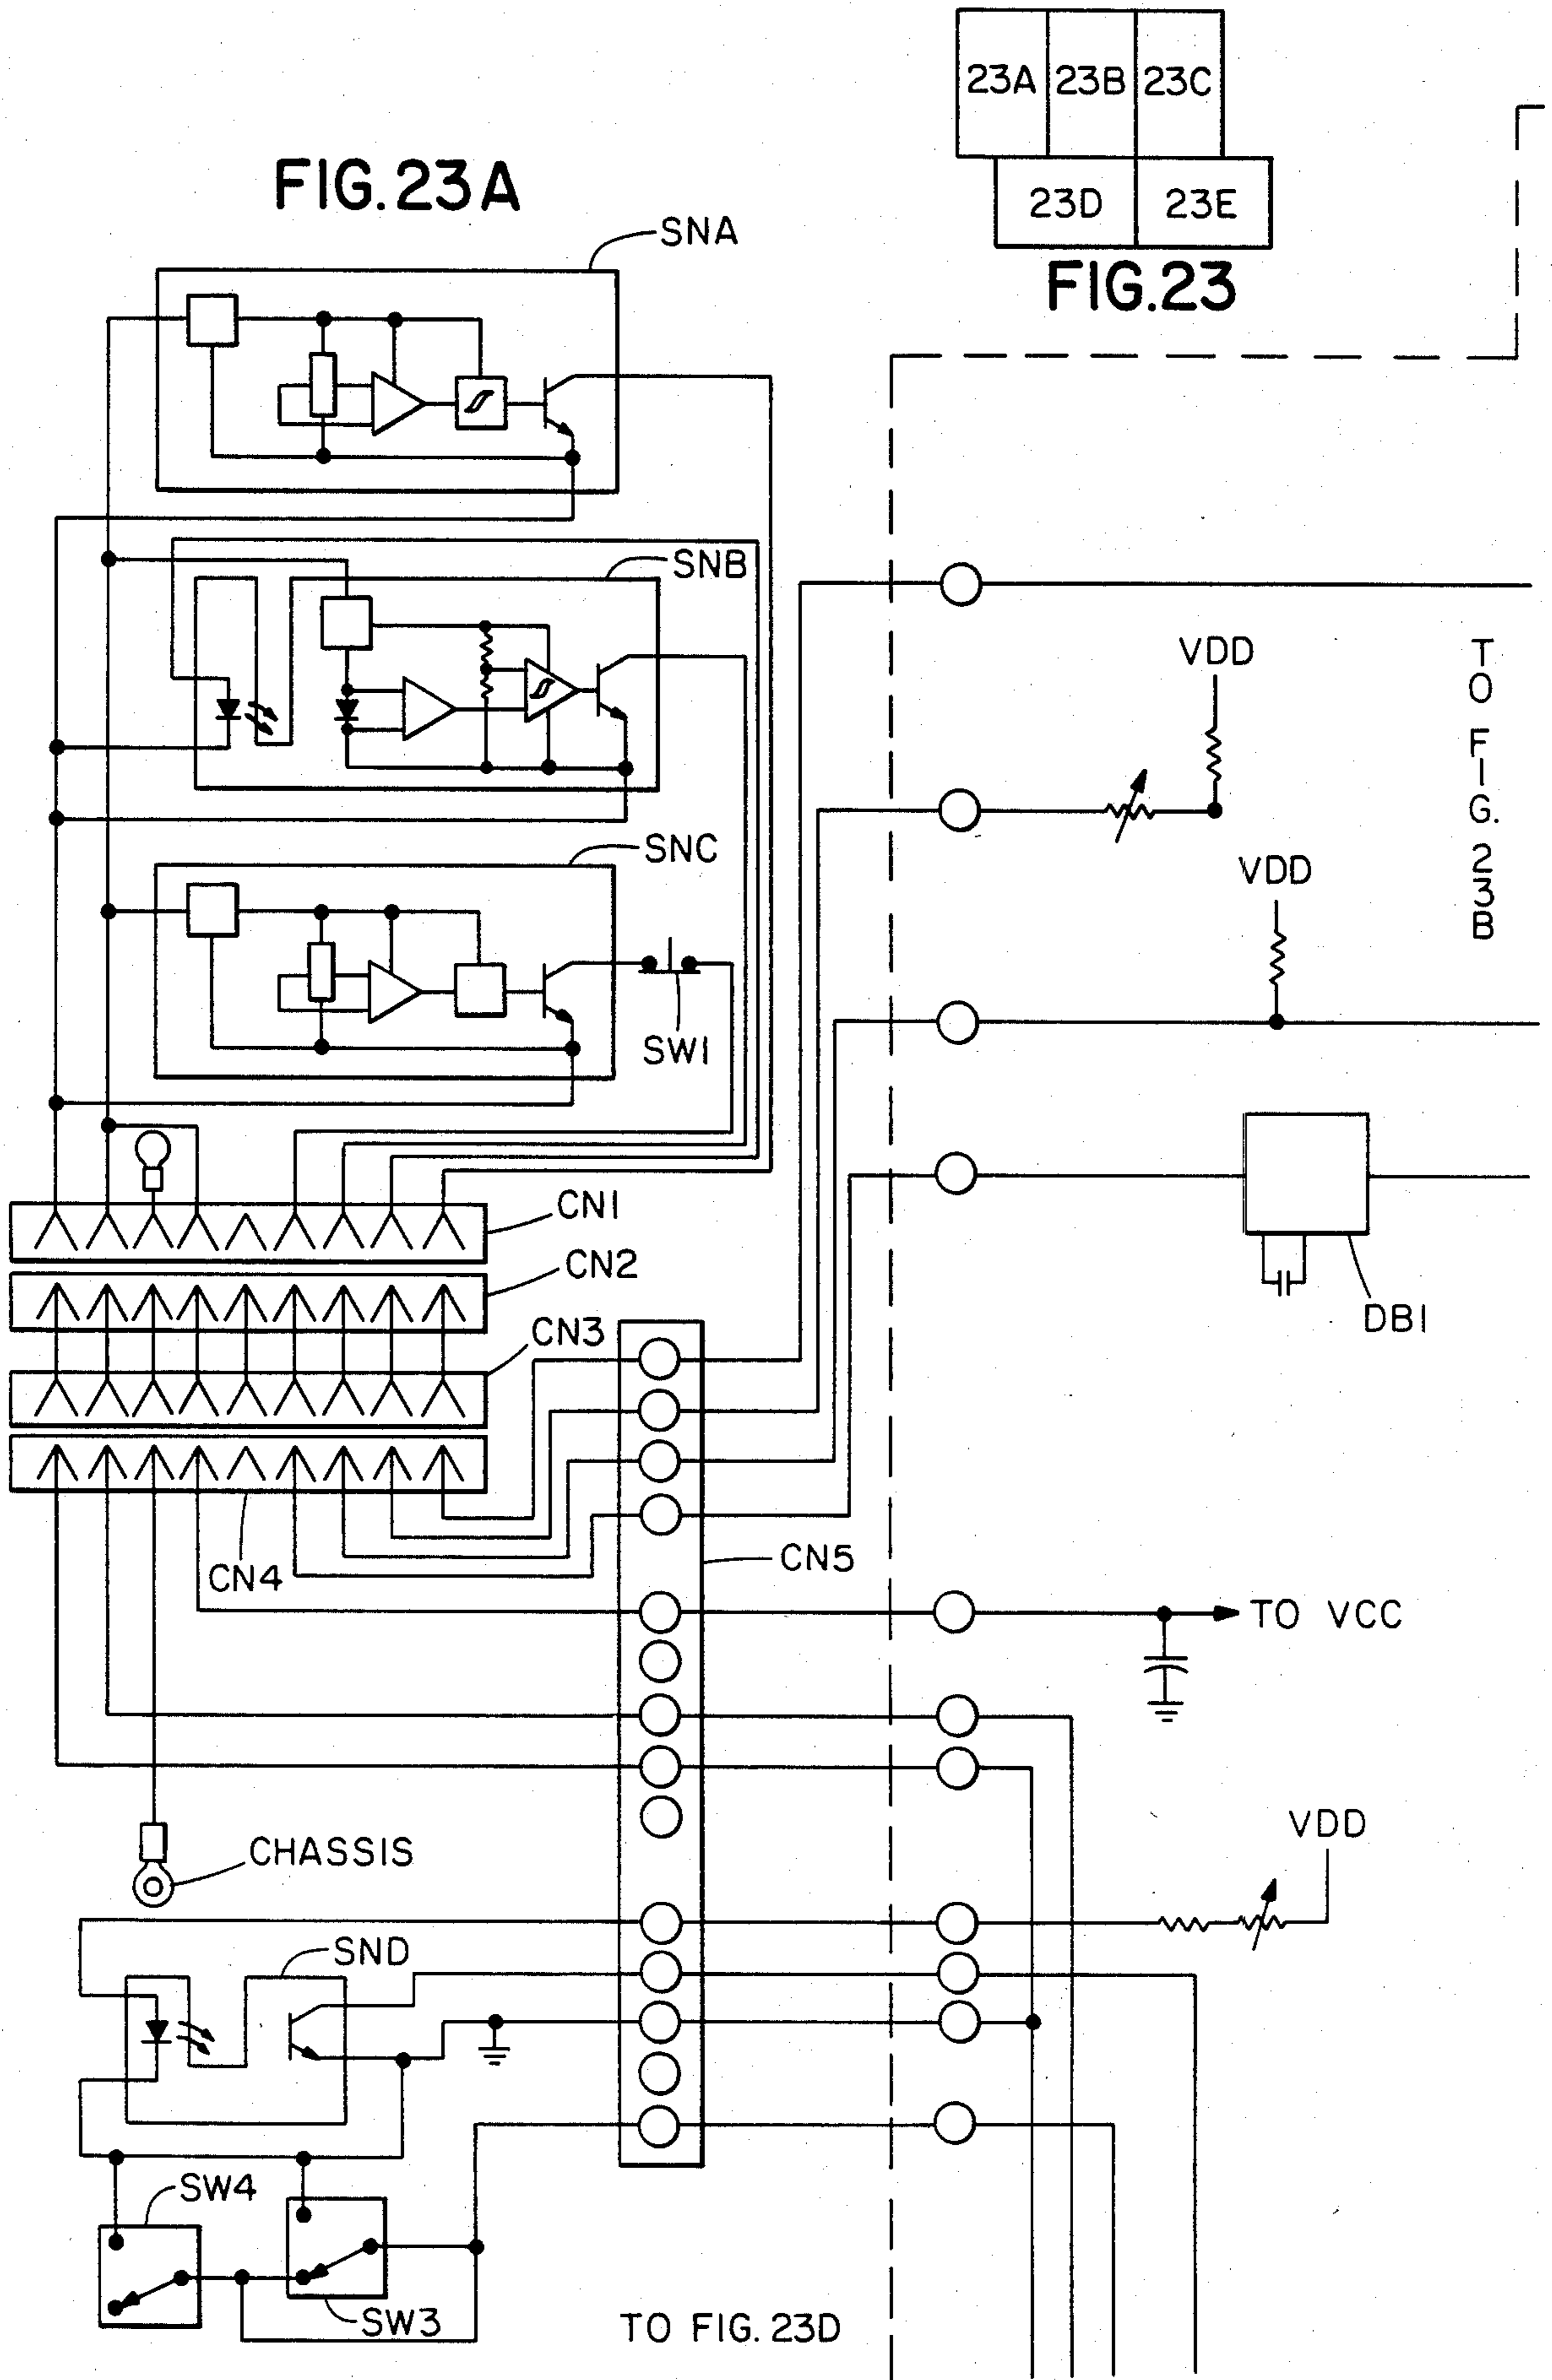 23A 23B 23C
23D 23E
FIG.23
FIG.23A
SNA
SNB
VDD
TO FIG. 23B
SNC
VDD
SW1
CN1
CN2
DB1
CN3
CN5
CN4
TO VCC
VDD
CHASSIS
SND
SW4
SW3
TO FIG. 23D